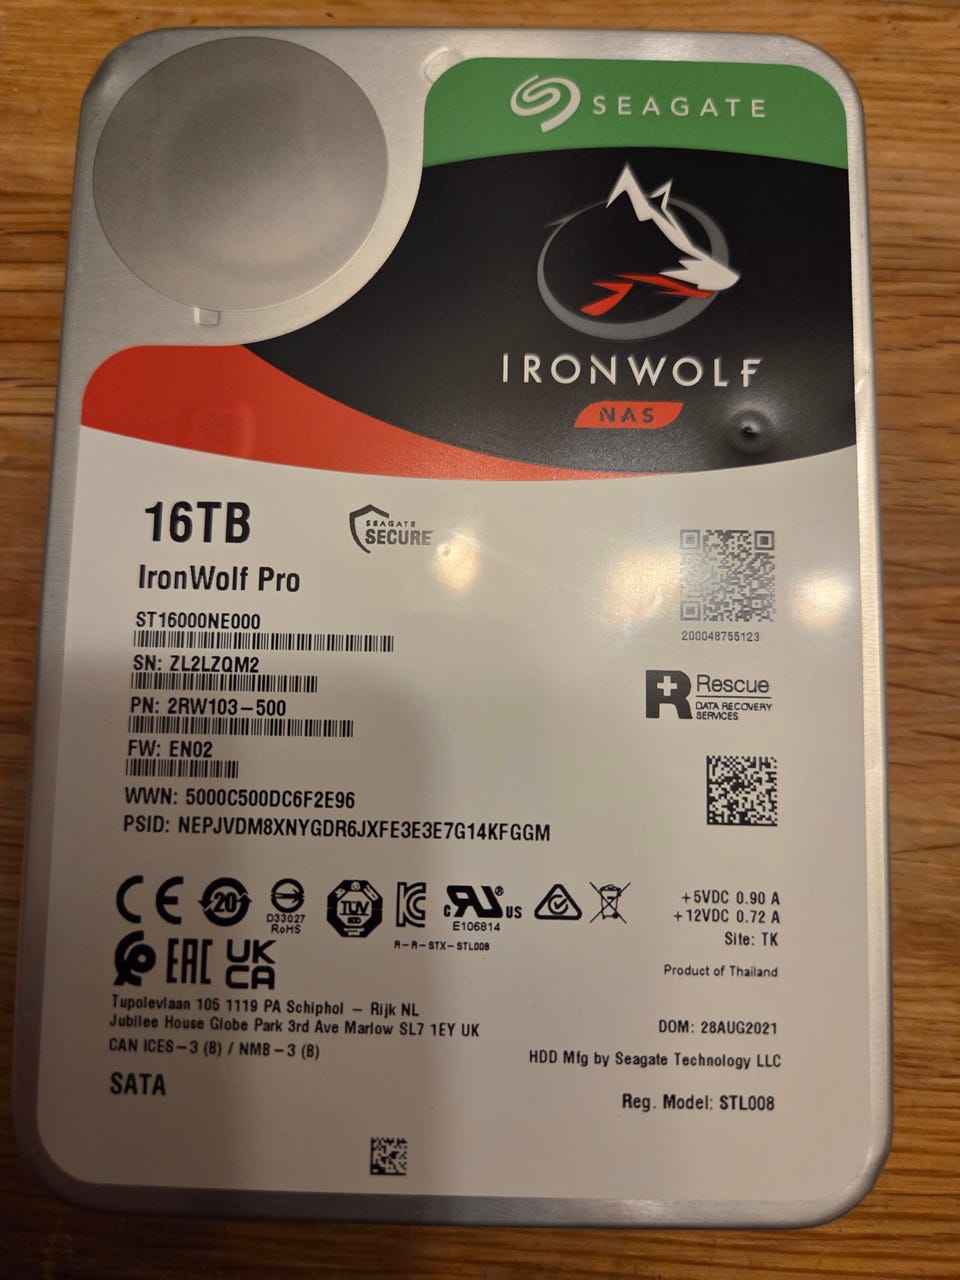 SEAGATE
IRONWOLF
NAS
16TB
SEAGATE
SECURE
IronWolf Pro
ST16000NE000
200048755123
SN: ZL2LZQM2
PN: 2RW103-500
Rescue
DATA RECOVERY
SERVICES
FW: EN02
WWN: 5000C500DC6F2E96
PSID: NEPJVDM8XNYGDR6JXFE3E3E7G14KFGGM
CE
20
D33027
RoHS
TÜV
c RU ® US
E106814
R-R-STX-STL008
+5VDC 0.90 A
+12VDC 0.72 A
Site: TK
EAC
UK
CA
Product of Thailand
Tupolevlaan 105 1119 PA Schiphol – Rijk NL
Jubilee House Globe Park 3rd Ave Marlow SL7 1EY UK
DOM: 28AUG2021
CAN ICES-3 (B) / NMB-3 (B)
HDD Mfg by Seagate Technology LLC
SATA
Reg. Model: STL008